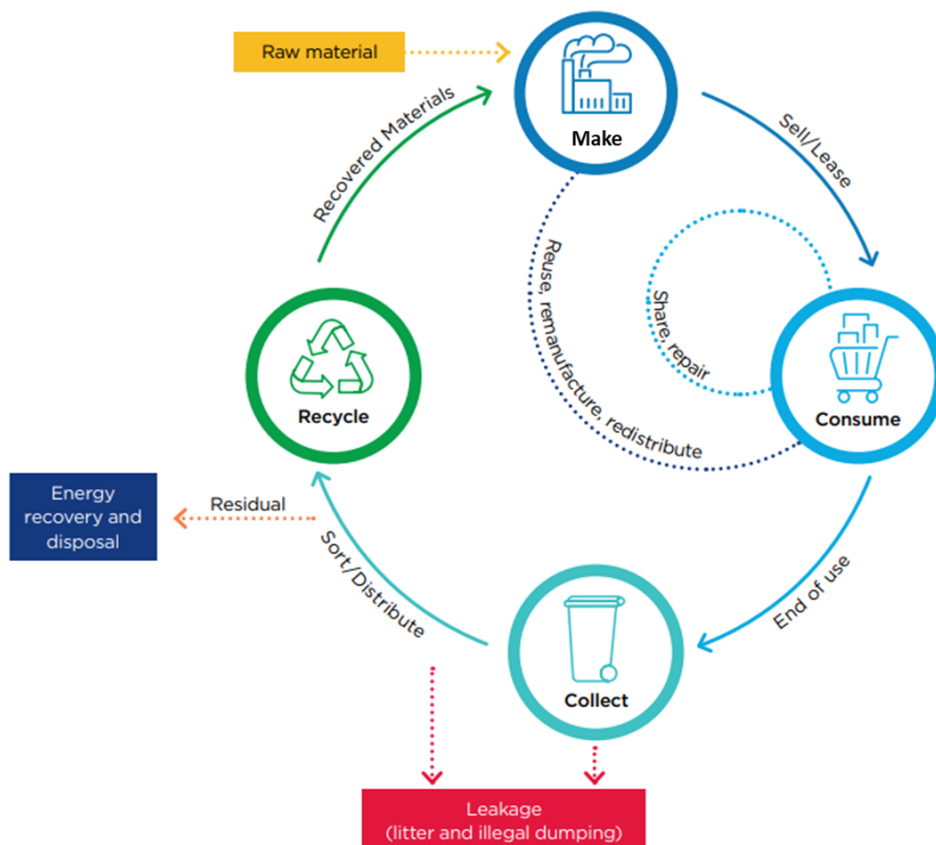 Raw material
Make
Recovered Materials
Sell/Lease
Reuse, remanufacture, redistribute
Share, repair
Recycle
Consume
Energy
recovery and
disposal
Residual
Sort/Distribute
End of use
Collect
Leakage
(litter and illegal dumping)